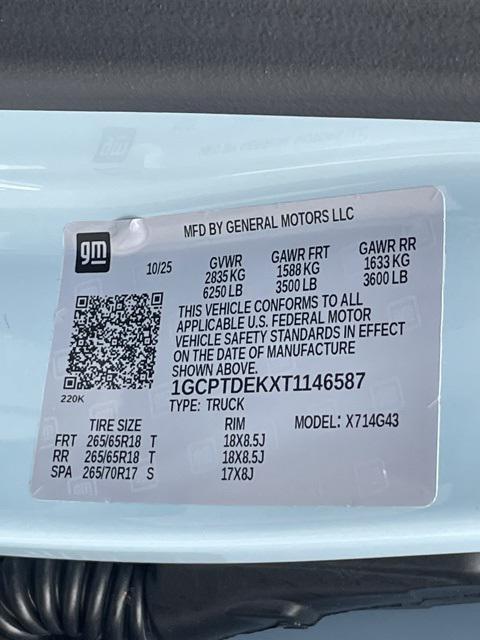 MFD BY GENERAL MOTORS LLC
gm
10/25 GVWR GAWR FRT GAWR RR
2835 KG 1588 KG 1633 KG
6250 LB 3500 LB 3600 LB
THIS VEHICLE CONFORMS TO ALL
APPLICABLE U.S. FEDERAL MOTOR
VEHICLE SAFETY STANDARDS IN EFFECT
ON THE DATE OF MANUFACTURE
SHOWN ABOVE.
220K
1GCPTDEKXT1146587
TYPE: TRUCK MODEL: X714G43
TIRE SIZE RIM
FRT 265/65R18 T 18X8.5J
RR 265/65R18 T 18X8.5J
SPA 265/70R17 S 17X8J